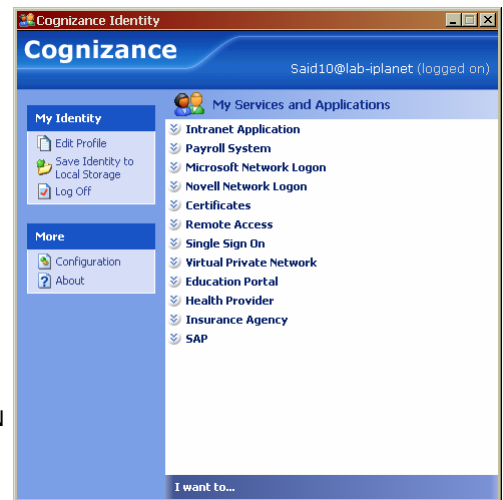 Cognizance Identity
Cognizance
Said10@lab-iplanet (logged on)
My Identity
Edit Profile
Save Identity to
Local Storage
Log Off
More
Configuration
About
My Services and Applications
Intranet Application
Payroll System
Microsoft Network Logon
Novell Network Logon
Certificates
Remote Access
Single Sign On
Virtual Private Network
Education Portal
Health Provider
Insurance Agency
SAP
I want to...
N